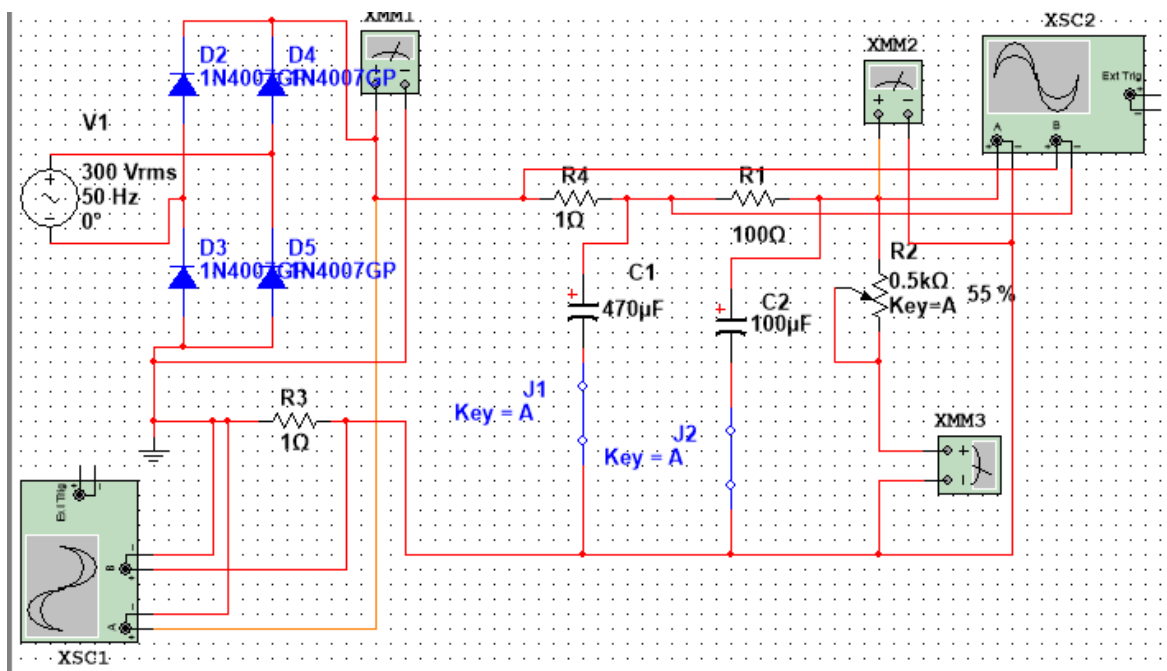 XMM1
XSC2
D2
1N4007GP
D4
1N4007GP
XMM2
Ext Trig
V1
A
B
300 Vrms
50 Hz
0°
R4
1Ω
R1
100Ω
D3
1N4007GP
D5
1N4007GP
R2
0.5kΩ
Key=A
55 %
C1
470µF
C2
100µF
J1
Key = A
R3
1Ω
J2
Key = A
XMM3
Ext Trig
B
A
XSC1